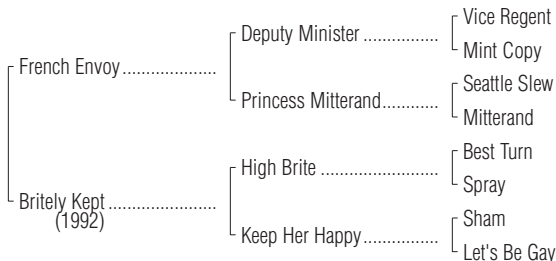 Vice Regent
Deputy Minister ................
Mint Copy
French Envoy ....................
Seattle Slew
Princess Mitterand ............
Mitterand
Best Turn
High Brite .........................
Spray
Britely Kept .......................
(1992)
Sham
Keep Her Happy ................
Let's Be Gay